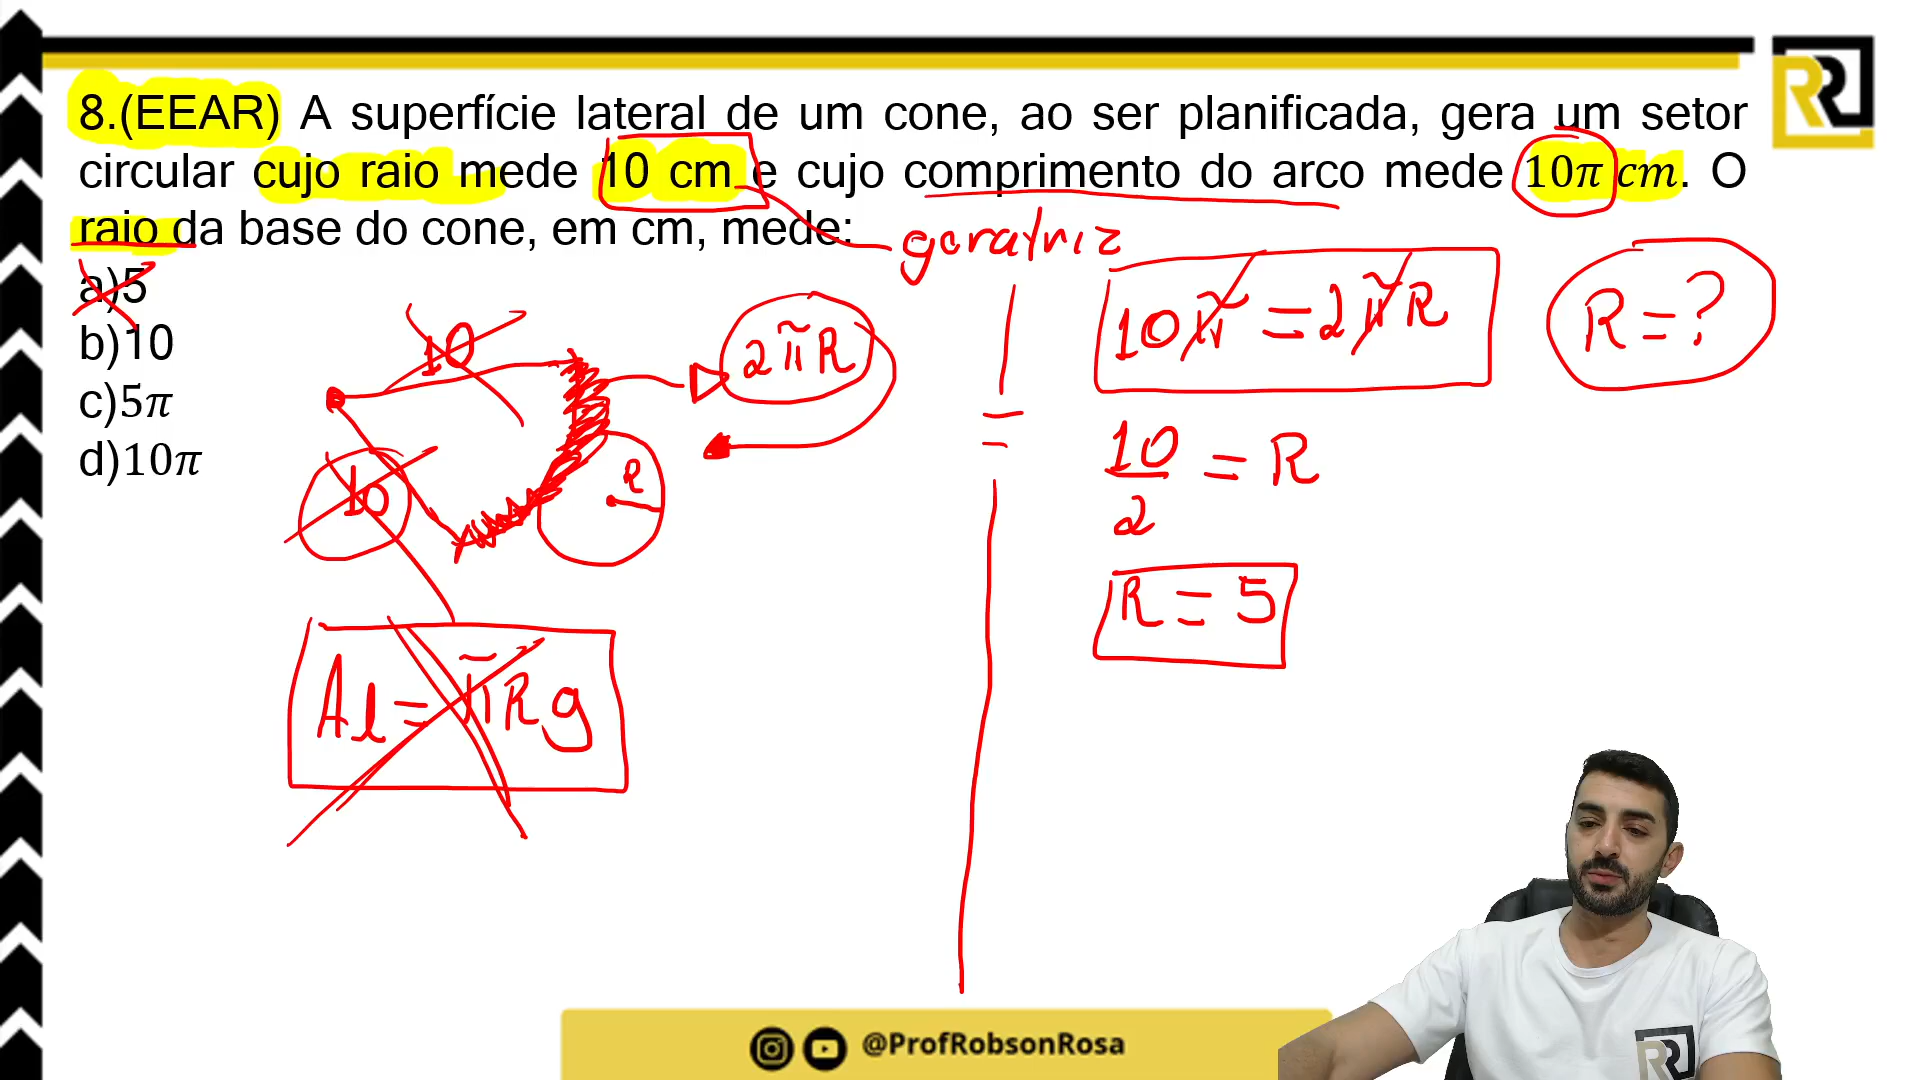 8.(EEAR) A superfície lateral de um cone, ao ser planificada, gera um setor
circular cujo raio mede 10 cm e cujo comprimento do arco mede 10π cm. O
raio da base do cone, em cm, mede:
a)5
b)10
c)5π
d)10π
geratriz
10
2πR
10
R
Al = πRg
10π = 2πR
R = ?
10
= R
2
R = 5
@ProfRobsonRosa
RR
RR